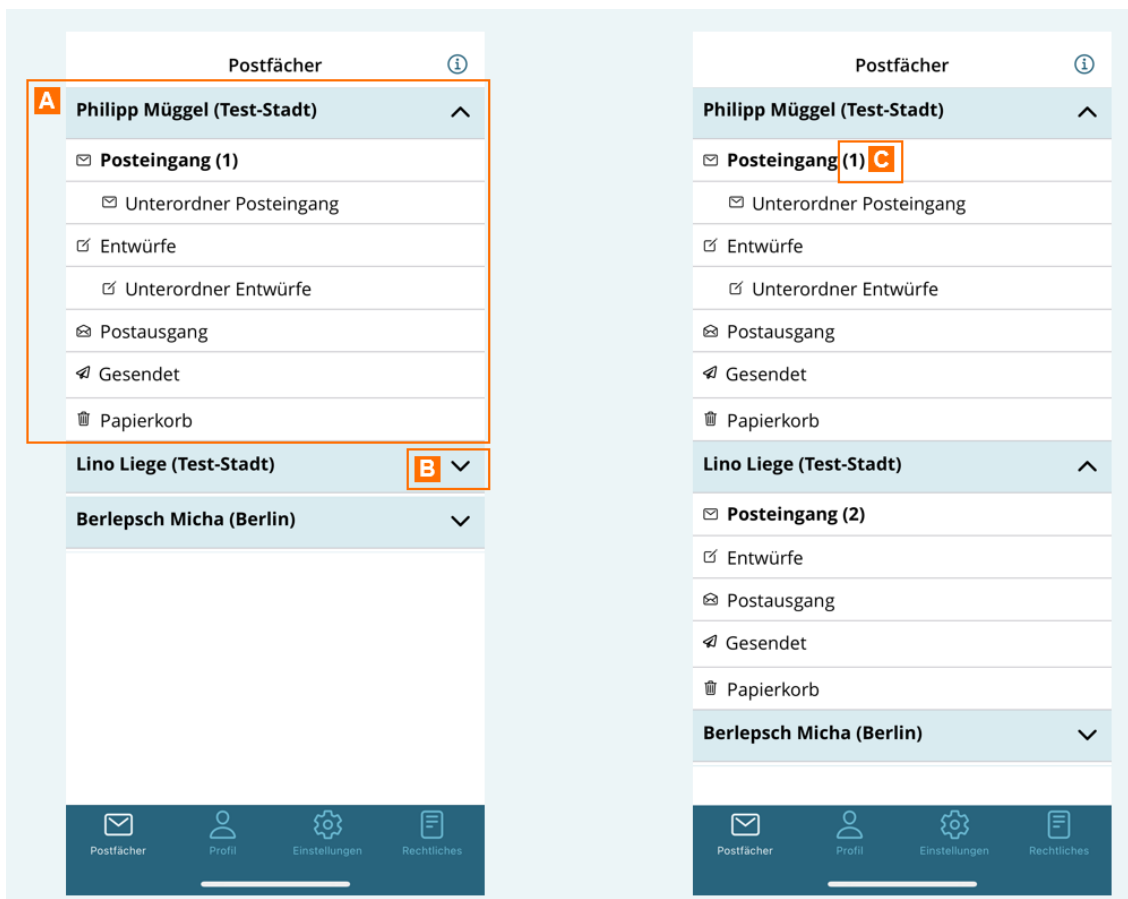 Postfächer
A
Philipp Müggel (Test-Stadt)
Posteingang (1)
Unterordner Posteingang
Entwürfe
Unterordner Entwürfe
Postausgang
Gesendet
Papierkorb
Lino Liege (Test-Stadt)
B
Berlepsch Micha (Berlin)
Postfächer Profil Einstellungen Rechtliches
Postfächer
Philipp Müggel (Test-Stadt)
Posteingang (1) C
Unterordner Posteingang
Entwürfe
Unterordner Entwürfe
Postausgang
Gesendet
Papierkorb
Lino Liege (Test-Stadt)
Posteingang (2)
Entwürfe
Postausgang
Gesendet
Papierkorb
Berlepsch Micha (Berlin)
Postfächer Profil Einstellungen Rechtliches